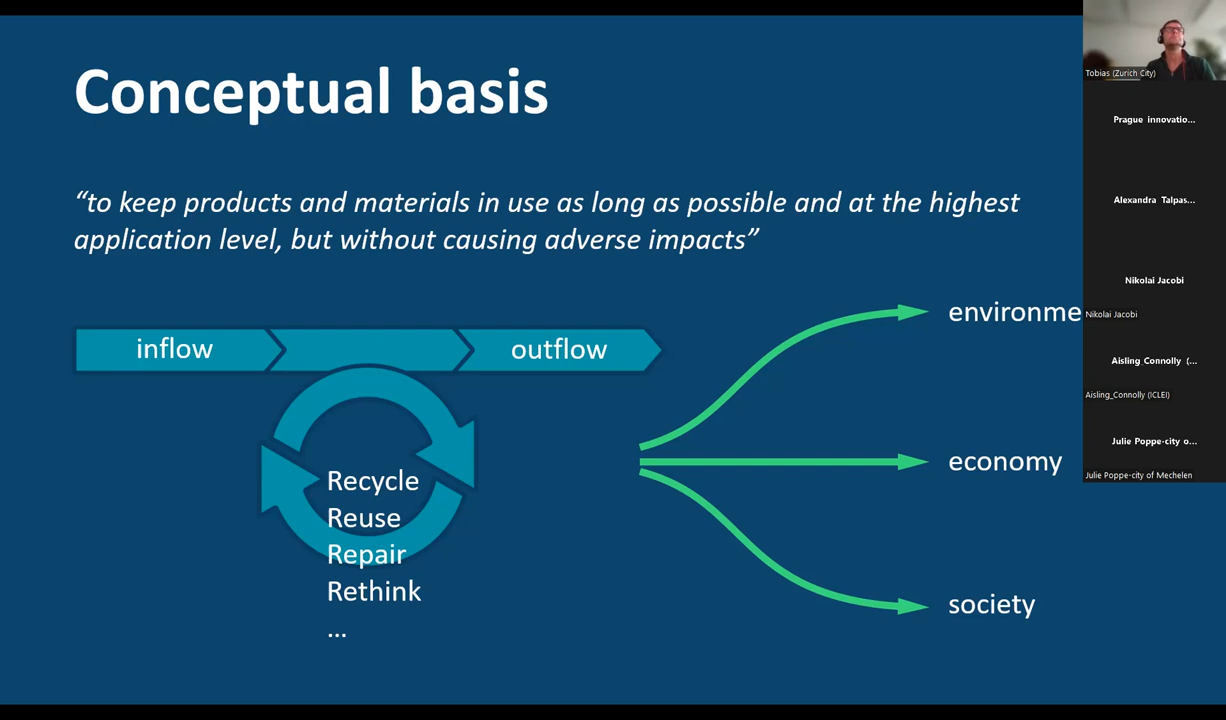 Conceptual basis
“to keep products and materials in use as long as possible and at the highest
application level, but without causing adverse impacts”
inflow
outflow
Recycle
Reuse
Repair
Rethink
...
environme
economy
society
Tobias (Zurich City)
Prague innovatio...
Alexandra Talpas...
Nikolai Jacobi
Nikolai Jacobi
Aisling_Connolly (...
Aisling_Connolly (ICLEI)
Julie Poppe-city o...
Julie Poppe-city of Mechelen